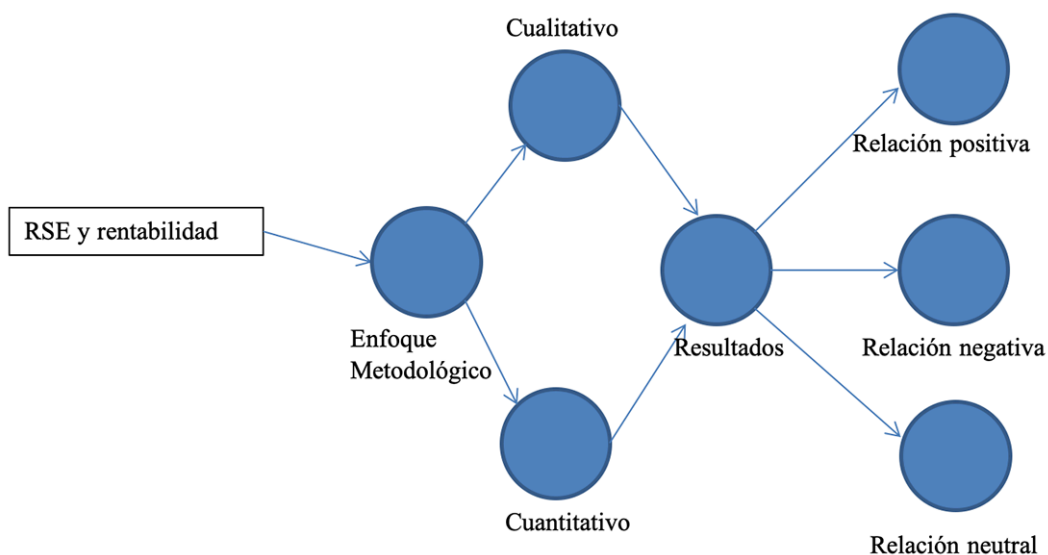 Cualitativo
Relación positiva
RSE y rentabilidad
Enfoque
Metodológico
Resultados
Relación negativa
Cuantitativo
Relación neutral